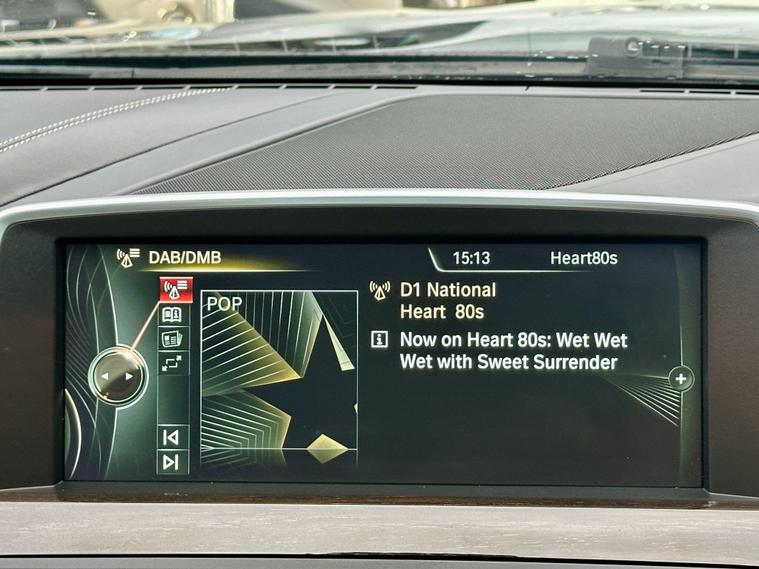 DAB/DMB
15:13
Heart80s
POP
D1 National
Heart 80s
Now on Heart 80s: Wet Wet
Wet with Sweet Surrender